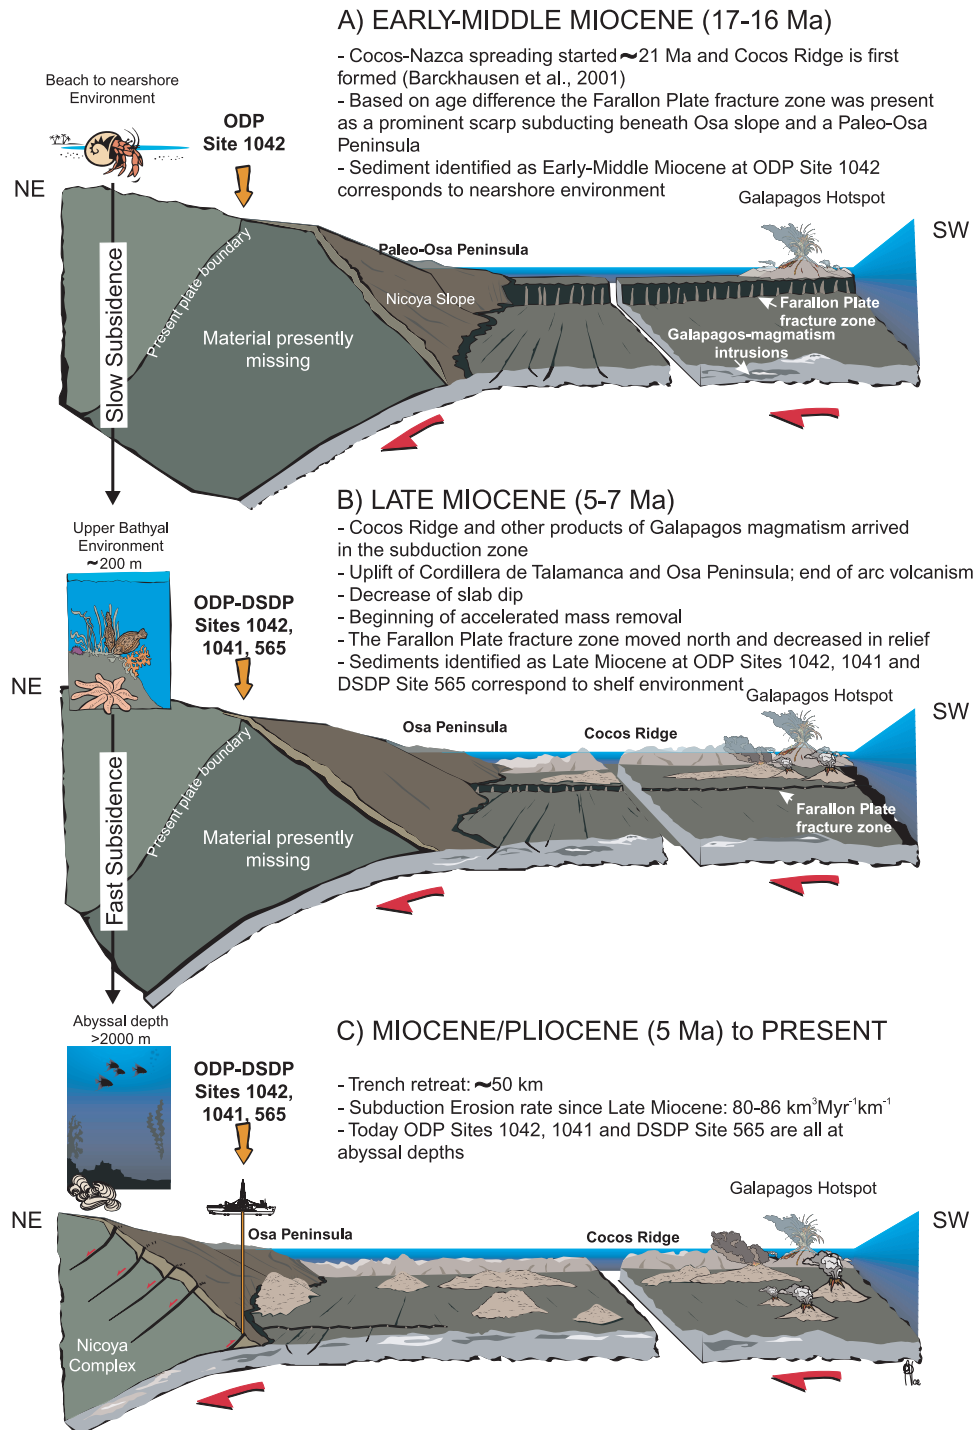 A) EARLY-MIDDLE MIOCENE (17-16 Ma)
- Cocos-Nazca spreading started ~21 Ma and Cocos Ridge is first
formed (Barckhausen et al., 2001)
- Based on age difference the Farallon Plate fracture zone was present
as a prominent scarp subducting beneath Osa slope and a Paleo-Osa
Peninsula
- Sediment identified as Early-Middle Miocene at ODP Site 1042
corresponds to nearshore environment
Beach to nearshore
Environment
ODP
Site 1042
NE
Galapagos Hotspot
SW
Paleo-Osa Peninsula
Present plate boundary
Nicoya Slope
Farallon Plate
fracture zone
Material presently
missing
Galapagos-magmatism
intrusions
Slow Subsidence
B) LATE MIOCENE (5-7 Ma)
- Cocos Ridge and other products of Galapagos magmatism arrived
in the subduction zone
- Uplift of Cordillera de Talamanca and Osa Peninsula; end of arc volcanism
- Decrease of slab dip
- Beginning of accelerated mass removal
- The Farallon Plate fracture zone moved north and decreased in relief
- Sediments identified as Late Miocene at ODP Sites 1042, 1041 and
DSDP Site 565 correspond to shelf environment
Upper Bathyal
Environment
~200 m
ODP-DSDP
Sites 1042,
1041, 565
NE
Galapagos Hotspot
SW
Osa Peninsula
Cocos Ridge
Present plate boundary
Farallon Plate
fracture zone
Material presently
missing
Fast Subsidence
C) MIOCENE/PLIOCENE (5 Ma) to PRESENT
- Trench retreat: ~50 km
- Subduction Erosion rate since Late Miocene: 80-86 km³Myr⁻¹km⁻¹
- Today ODP Sites 1042, 1041 and DSDP Site 565 are all at
abyssal depths
Abyssal depth
>2000 m
ODP-DSDP
Sites 1042,
1041, 565
NE
Galapagos Hotspot
SW
Osa Peninsula
Cocos Ridge
Nicoya
Complex